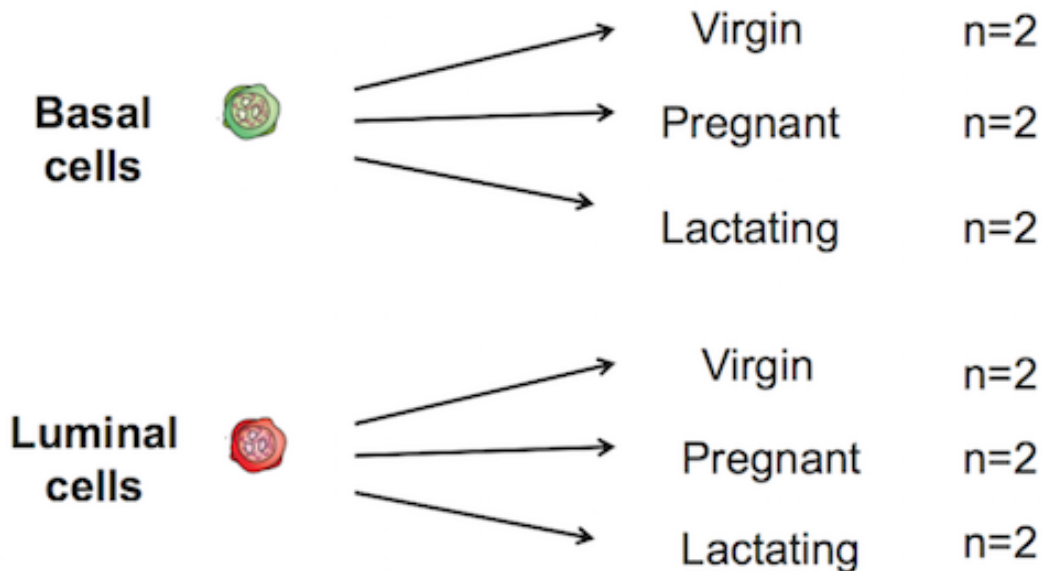 Virgin n=2
Basal
cells
Pregnant n=2
Lactating n=2
Virgin n=2
Luminal
cells
Pregnant n=2
Lactating n=2